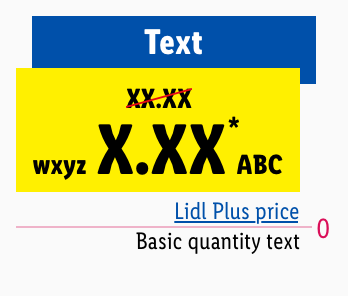 Text
XX.XX
wxyz X.XX* ABC
Lidl Plus price
0
Basic quantity text